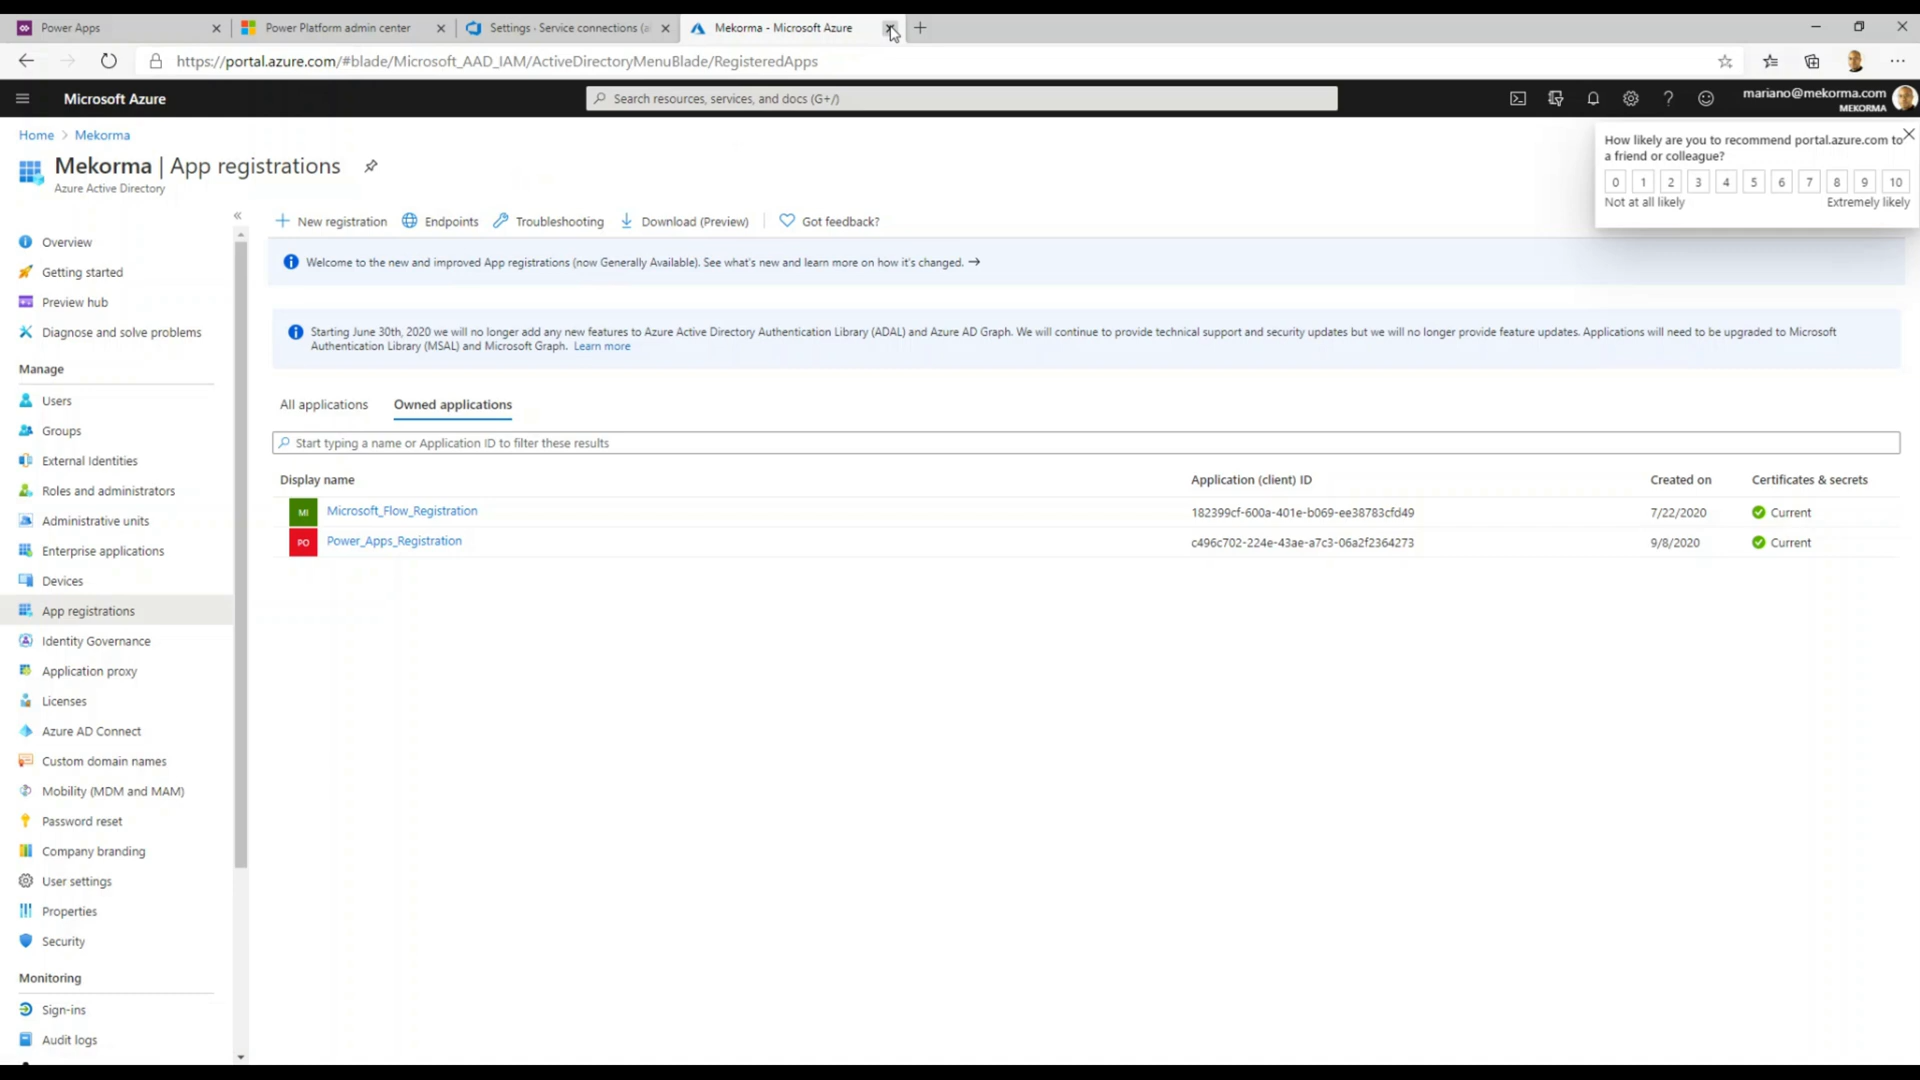 Power Apps
Power Platform admin center
Settings · Service connections (a
Mekorma - Microsoft Azure
https://portal.azure.com/#blade/Microsoft_AAD_IAM/ActiveDirectoryMenuBlade/RegisteredApps
Microsoft Azure
Search resources, services, and docs (G+/)
mariano@mekorma.com
MEKORMA
Home > Mekorma
Mekorma | App registrations
Azure Active Directory
How likely are you to recommend portal.azure.com to
a friend or colleague?
0 1 2 3 4 5 6 7 8 9 10
Not at all likely Extremely likely
Overview
Getting started
Preview hub
Diagnose and solve problems
Manage
Users
Groups
External Identities
Roles and administrators
Administrative units
Enterprise applications
Devices
App registrations
Identity Governance
Application proxy
Licenses
Azure AD Connect
Custom domain names
Mobility (MDM and MAM)
Password reset
Company branding
User settings
Properties
Security
Monitoring
Sign-ins
Audit logs
New registration Endpoints Troubleshooting Download (Preview) Got feedback?
Welcome to the new and improved App registrations (now Generally Available). See what's new and learn more on how it's changed. →
Starting June 30th, 2020 we will no longer add any new features to Azure Active Directory Authentication Library (ADAL) and Azure AD Graph. We will continue to provide technical support and security updates but we will no longer provide feature updates. Applications will need to be upgraded to Microsoft
Authentication Library (MSAL) and Microsoft Graph. Learn more
All applications Owned applications
Start typing a name or Application ID to filter these results
Display name Application (client) ID Created on Certificates & secrets
MI Microsoft_Flow_Registration 182399cf-600a-401e-b069-ee38783cfd49 7/22/2020 Current
PO Power_Apps_Registration c496c702-224e-43ae-a7c3-06a2f2364273 9/8/2020 Current